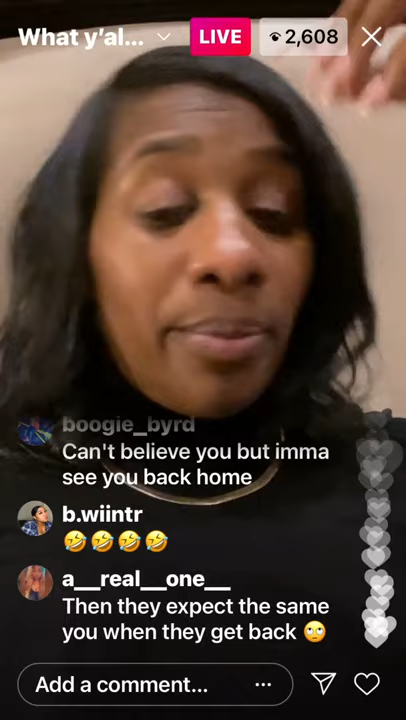 What y'al... LIVE 2,608
boogie_byrd
Can't believe you but imma
see you back home
b.wiintr
🤣🤣🤣🤣
a__real__one__
Then they expect the same
you when they get back 🙄
Add a comment...